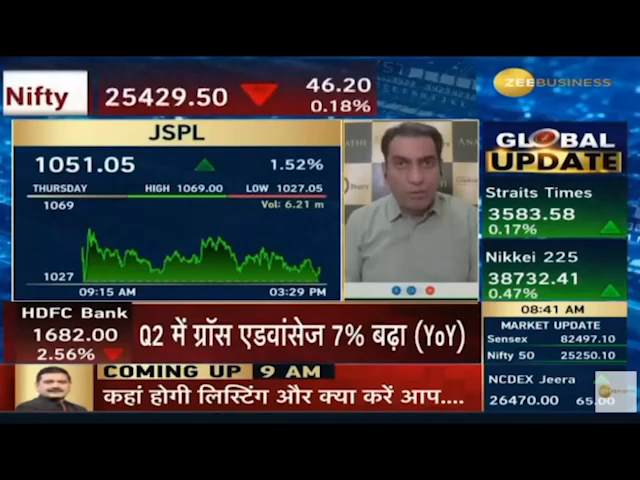 Nifty
25429.50
46.20
0.18%
ZEEBUSINESS
JSPL
1051.05
1.52%
THURSDAY HIGH 1069.00 LOW 1027.05
Vol: 6.21 m
1069
1027
09:15 AM 03:29 PM
GLOBAL
UPDATE
Straits Times
3583.58
0.17%
Nikkei 225
38732.41
0.47%
08:41 AM
MARKET UPDATE
Sensex 82497.10
Nifty 50 25250.10
NCDEX Jeera
26470.00 65.00
HDFC Bank
1682.00
2.56%
Q2 में ग्रॉस एडवांसेज 7% बढ़ा (YoY)
COMING UP 9 AM
कहां होगी लिस्टिंग और क्या करें आप....